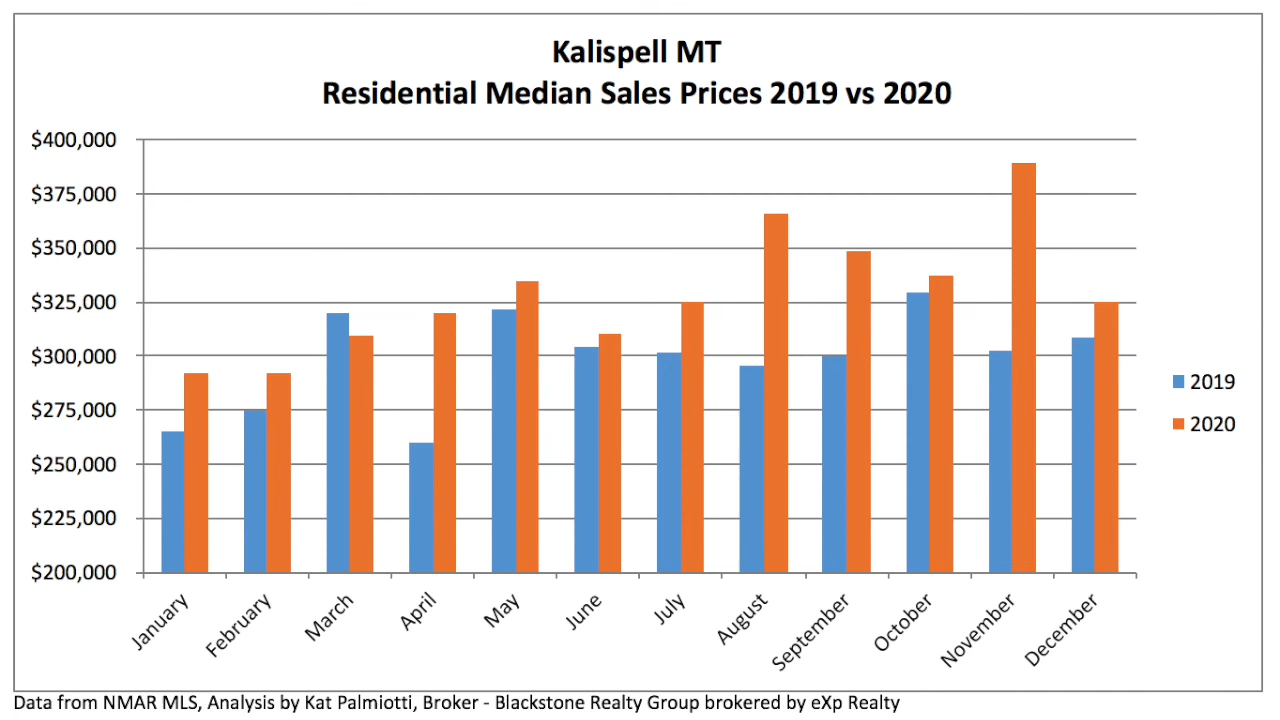 Kalispell MT
Residential Median Sales Prices 2019 vs 2020
$400,000
$375,000
$350,000
$325,000
$300,000
$275,000
$250,000
$225,000
$200,000
2019
2020
January
February
March
April
May
June
July
August
September
October
November
December
Data from NMAR MLS, Analysis by Kat Palmiotti, Broker - Blackstone Realty Group brokered by eXp Realty